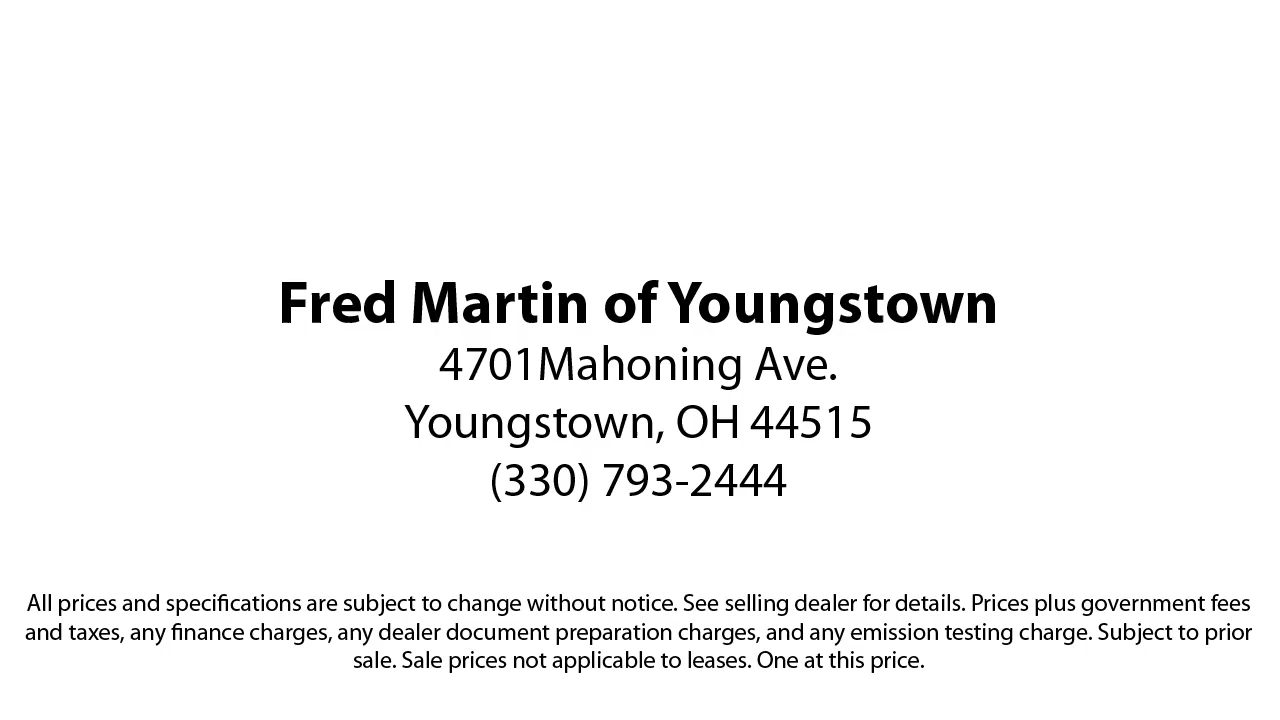 Fred Martin of Youngstown
4701Mahoning Ave.
Youngstown, OH 44515
(330) 793-2444
All prices and specifications are subject to change without notice. See selling dealer for details. Prices plus government fees
and taxes, any finance charges, any dealer document preparation charges, and any emission testing charge. Subject to prior
sale. Sale prices not applicable to leases. One at this price.